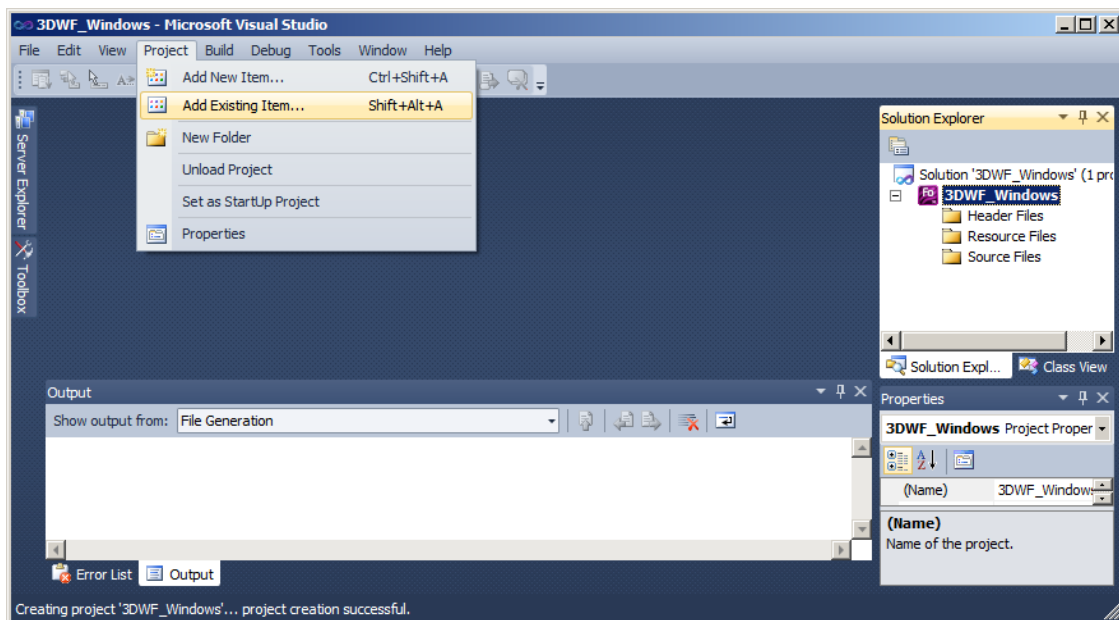 3DWF_Windows - Microsoft Visual Studio
File Edit View Project Build Debug Tools Window Help
Add New Item... Ctrl+Shift+A
Add Existing Item... Shift+Alt+A
New Folder
Unload Project
Set as StartUp Project
Properties
Server Explorer
Toolbox
Solution Explorer
Solution '3DWF_Windows' (1 pro
Fo 3DWF_Windows
Header Files
Resource Files
Source Files
Solution Expl... Class View
Output
Show output from: File Generation
Error List Output
Properties
3DWF_Windows Project Proper
A
Z
(Name) 3DWF_Windows
(Name)
Name of the project.
Creating project '3DWF_Windows'... project creation successful.